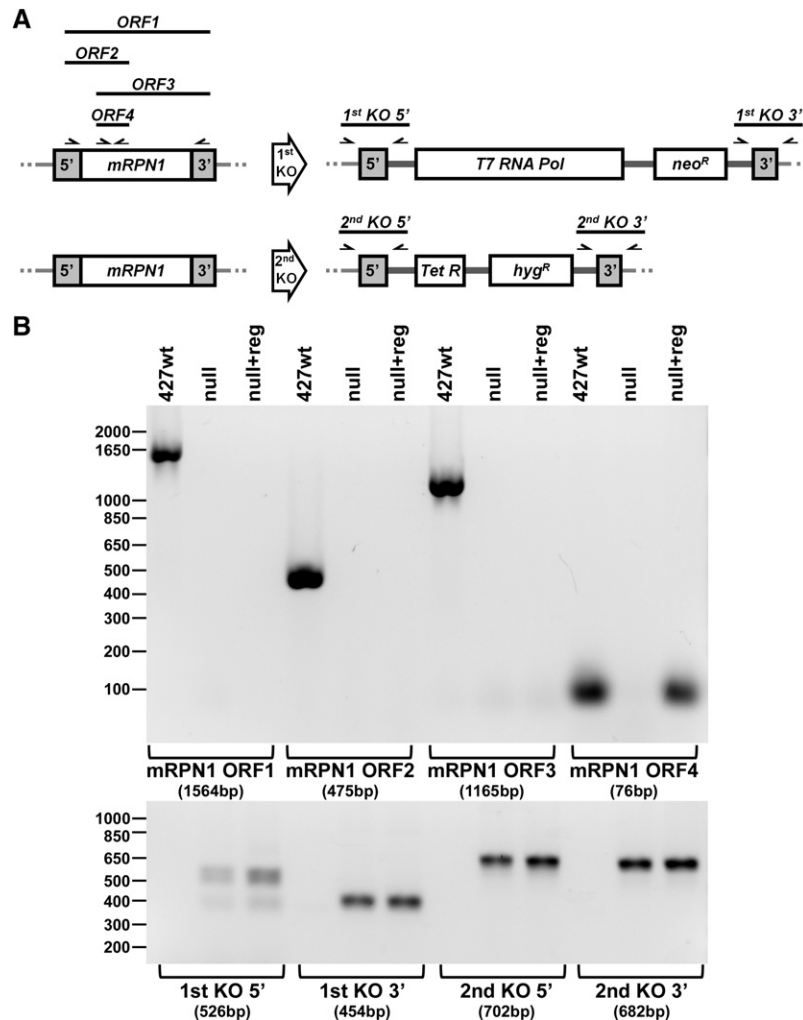 A
ORF1
ORF2
ORF3
ORF4
5’ mRPN1 3’
1st KO
1st KO 5’
1st KO 3’
5’ T7 RNA Pol neoR 3’
5’ mRPN1 3’
2nd KO
2nd KO 5’
2nd KO 3’
5’ Tet R hygR 3’
B
427wt null null+reg 427wt null null+reg 427wt null null+reg 427wt null null+reg
2000
1650
1000
850
650
500
400
300
200
100
mRPN1 ORF1 mRPN1 ORF2 mRPN1 ORF3 mRPN1 ORF4
(1564bp) (475bp) (1165bp) (76bp)
1000
850
650
500
400
300
200
1st KO 5’ 1st KO 3’ 2nd KO 5’ 2nd KO 3’
(526bp) (454bp) (702bp) (682bp)